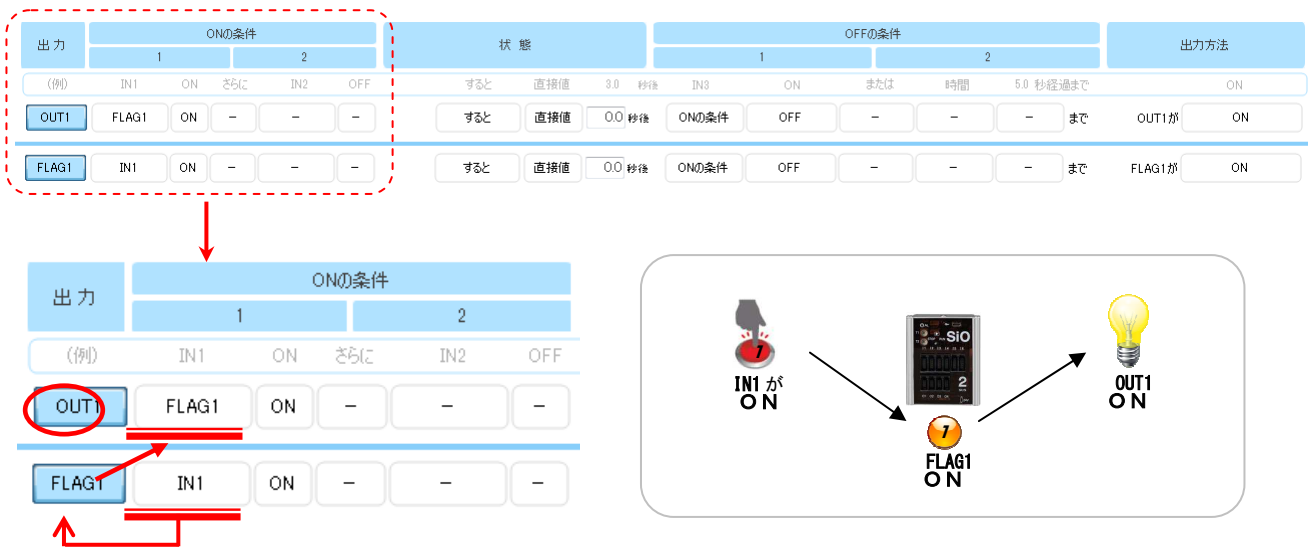 出力 ONの条件 状 態 OFFの条件 出力方法
1 2 1 2
(例) IN1 ON さらに IN2 OFF すると 直接値 3.0 秒後 IN3 ON または 時間 5.0 秒経過まで ON
OUT1 FLAG1 ON - - - すると 直接値 0.0 秒後 ONの条件 OFF - - - まで OUT1が ON
FLAG1 IN1 ON - - - すると 直接値 0.0 秒後 ONの条件 OFF - - - まで FLAG1が ON
出力 ONの条件
1 2
(例) IN1 ON さらに IN2 OFF
OUT1 FLAG1 ON - - -
FLAG1 IN1 ON - - -
1
IN1 が
ON
SiO
2
1
FLAG1
ON
OUT1
ON